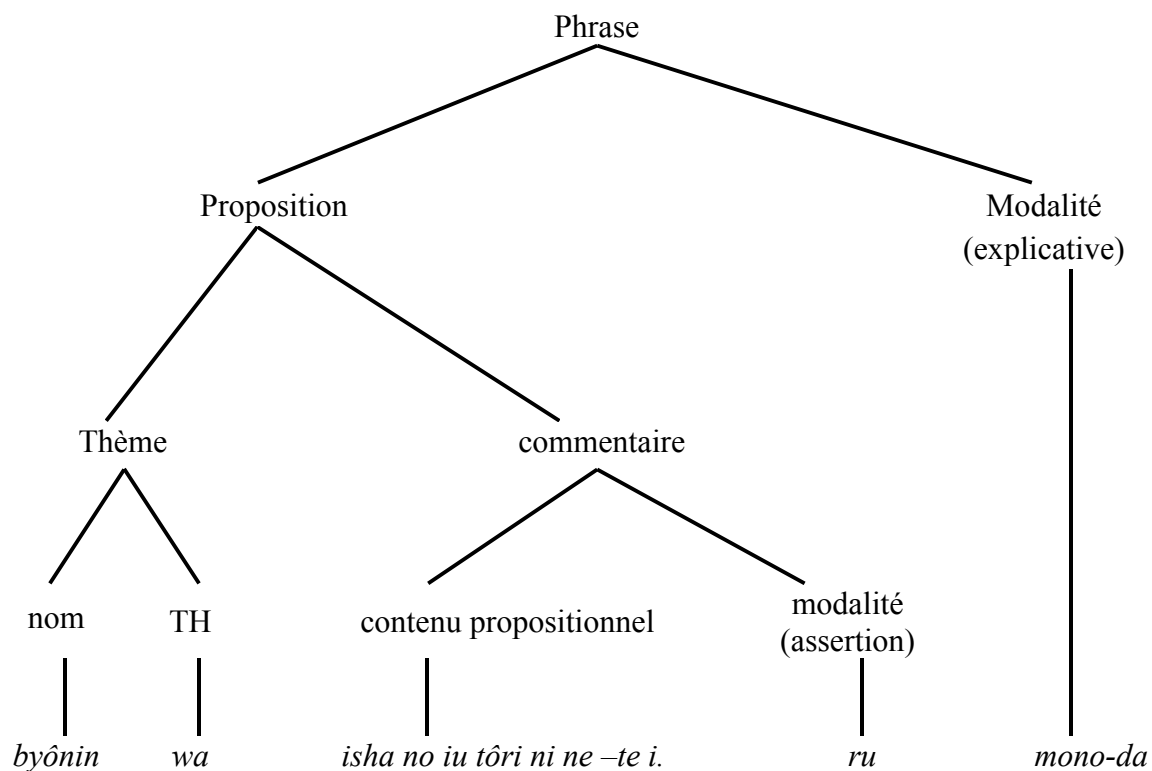 Phrase
Proposition
Modalité
(explicative)
Thème
commentaire
nom
TH
contenu propositionnel
modalité
(assertion)
byônin
wa
isha no iu tôri ni ne –te i.
ru
mono-da